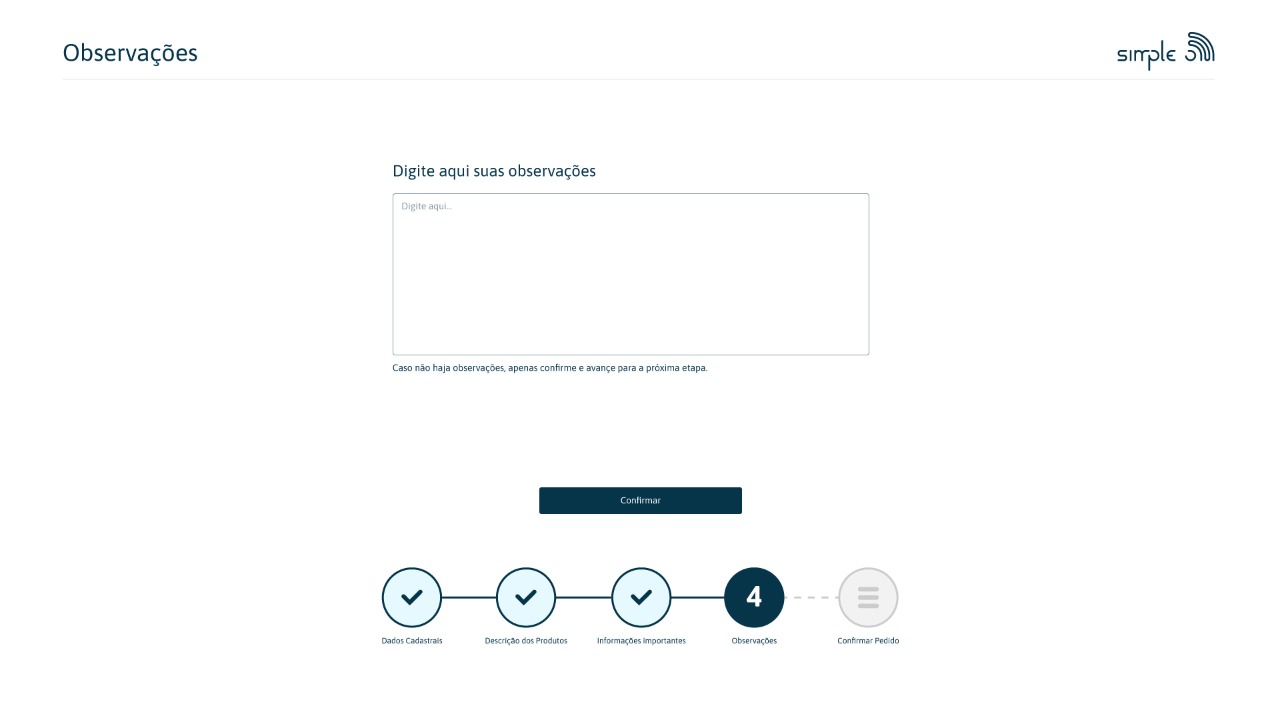 Observações
simple
Digite aqui suas observações
Digite aqui...
Caso não haja observações, apenas confirme e avance para a próxima etapa.
Confirmar
4
Dados Cadastrais
Descrição dos Produtos
Informações Importantes
Observações
Confirmar Pedido